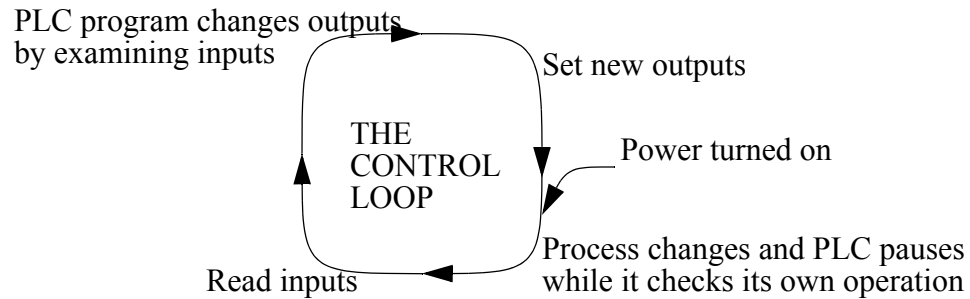 PLC program changes outputs
by examining inputs
Set new outputs
THE
CONTROL
LOOP
Power turned on
Process changes and PLC pauses
while it checks its own operation
Read inputs